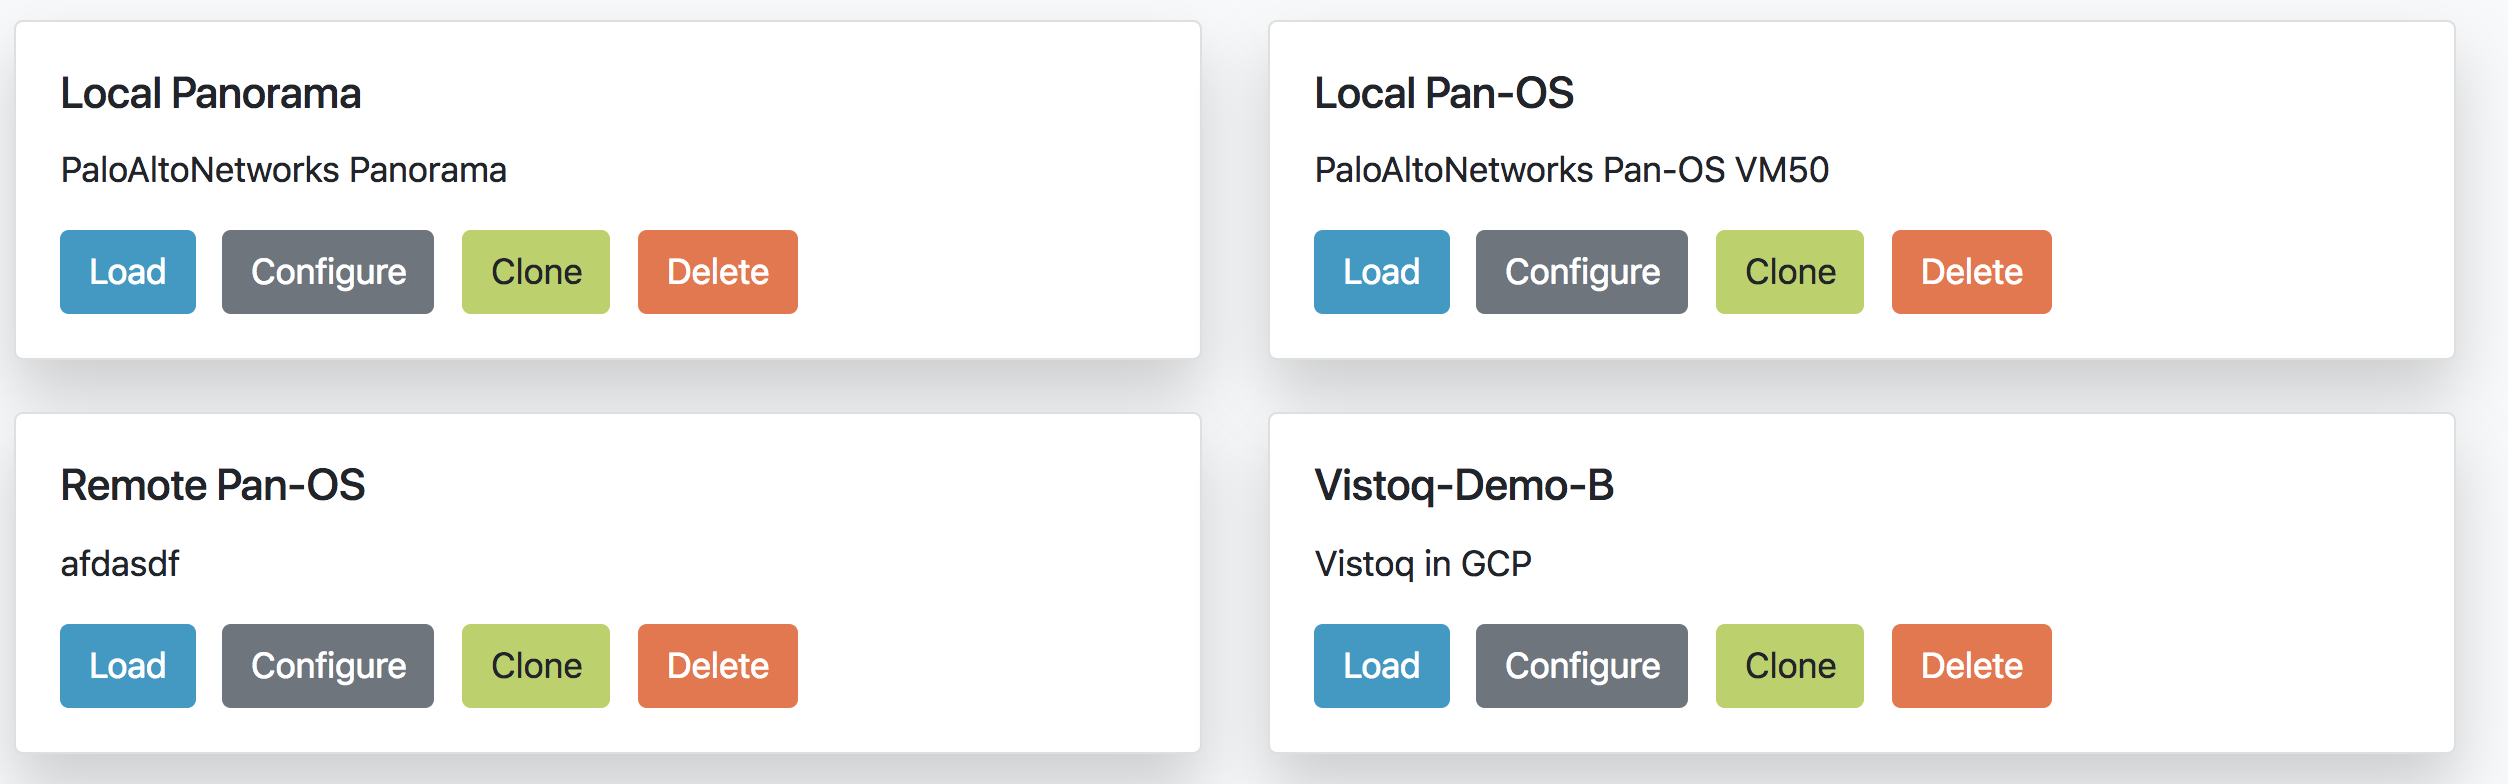 Local Panorama
PaloAltoNetworks Panorama
Load Configure Clone Delete
Local Pan-OS
PaloAltoNetworks Pan-OS VM50
Load Configure Clone Delete
Remote Pan-OS
afdasdf
Load Configure Clone Delete
Vistoq-Demo-B
Vistoq in GCP
Load Configure Clone Delete